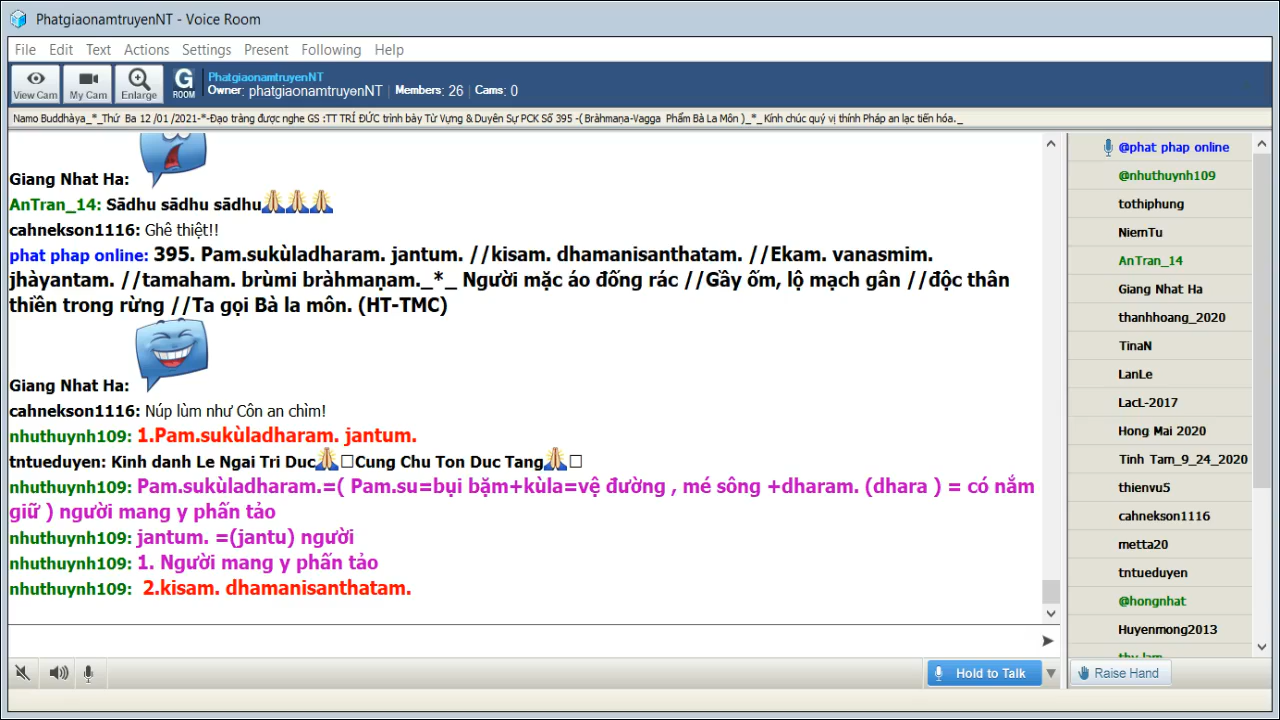 PhatgiaonamtruyenNT - Voice Room
File Edit Text Actions Settings Present Following Help
View Cam My Cam Enlarge G ROOM PhatgiaonamtruyenNT
Owner: phatgiaonamtruyenNT Members: 26 Cams: 0
Namo Buddhàya_*_Thứ Ba 12 /01 /2021-*-Đạo tràng được nghe GS :TT TRÍ ĐỨC trình bày Từ Vựng & Duyên Sự PCK Số 395 -( Bràhmaṇa-Vagga Phẩm Bà La Môn )_*_Kính chúc quý vị thính Pháp an lạc tiến hóa._
Giang Nhat Ha:
AnTran_14: Sādhu sādhu sādhu
cahnekson1116: Ghê thiệt!!
phat phap online: 395. Pam.sukùladharam. jantum. //kisam. dhamanisanthatam. //Ekam. vanasmim.
jhàyantam. //tamaham. brùmi bràhmaṇam._*_ Người mặc áo đống rác //Gầy ốm, lộ mạch gân //độc thân
thiền trong rừng //Ta gọi Bà la môn. (HT-TMC)
Giang Nhat Ha:
cahnekson1116: Núp lùm như Côn an chìm!
nhuthuynh109: 1.Pam.sukùladharam. jantum.
tntueduyen: Kinh danh Le Ngai Tri Duc Cung Chu Ton Duc Tang
nhuthuynh109: Pam.sukùladharam.=( Pam.su=bụi bặm+kùla=vệ đường , mé sông +dharam. (dhara ) = có nắm
giữ ) người mang y phấn tảo
nhuthuynh109: jantum. =(jantu) người
nhuthuynh109: 1. Người mang y phấn tảo
nhuthuynh109: 2.kisam. dhamanisanthatam.
@phat phap online
@nhuthuynh109
tothiphung
NiemTu
AnTran_14
Giang Nhat Ha
thanhhoang_2020
TinaN
LanLe
LacL-2017
Hong Mai 2020
Tinh Tam_9_24_2020
thienvu5
cahnekson1116
metta20
tntueduyen
@hongnhat
Huyenmong2013
Hold to Talk
Raise Hand